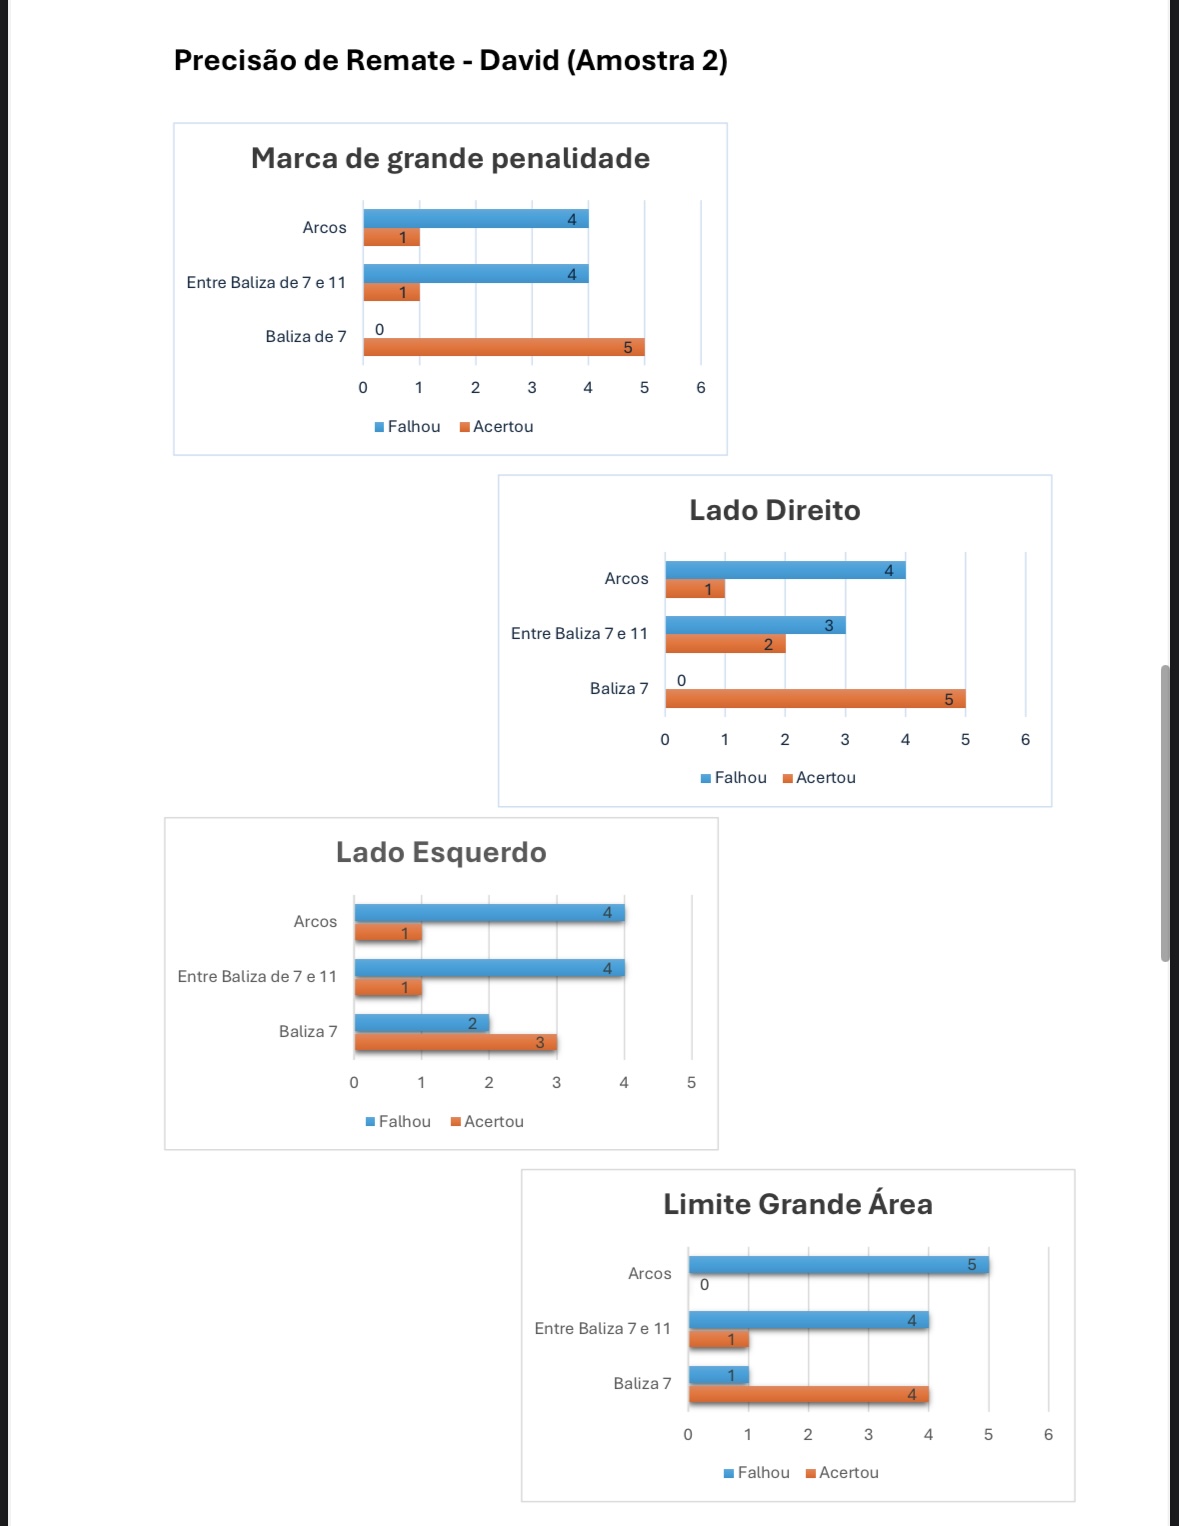 Precisão de Remate - David (Amostra 2)
Marca de grande penalidade
Arcos
4
1
Entre Baliza de 7 e 11
4
1
Baliza de 7
0
5
0 1 2 3 4 5 6
Falhou Acertou
Lado Direito
Arcos
4
1
Entre Baliza 7 e 11
3
2
Baliza 7
0
5
0 1 2 3 4 5 6
Falhou Acertou
Lado Esquerdo
Arcos
4
1
Entre Baliza de 7 e 11
4
1
Baliza 7
2
3
0 1 2 3 4 5
Falhou Acertou
Limite Grande Área
Arcos
5
0
Entre Baliza 7 e 11
4
1
Baliza 7
1
4
0 1 2 3 4 5 6
Falhou Acertou